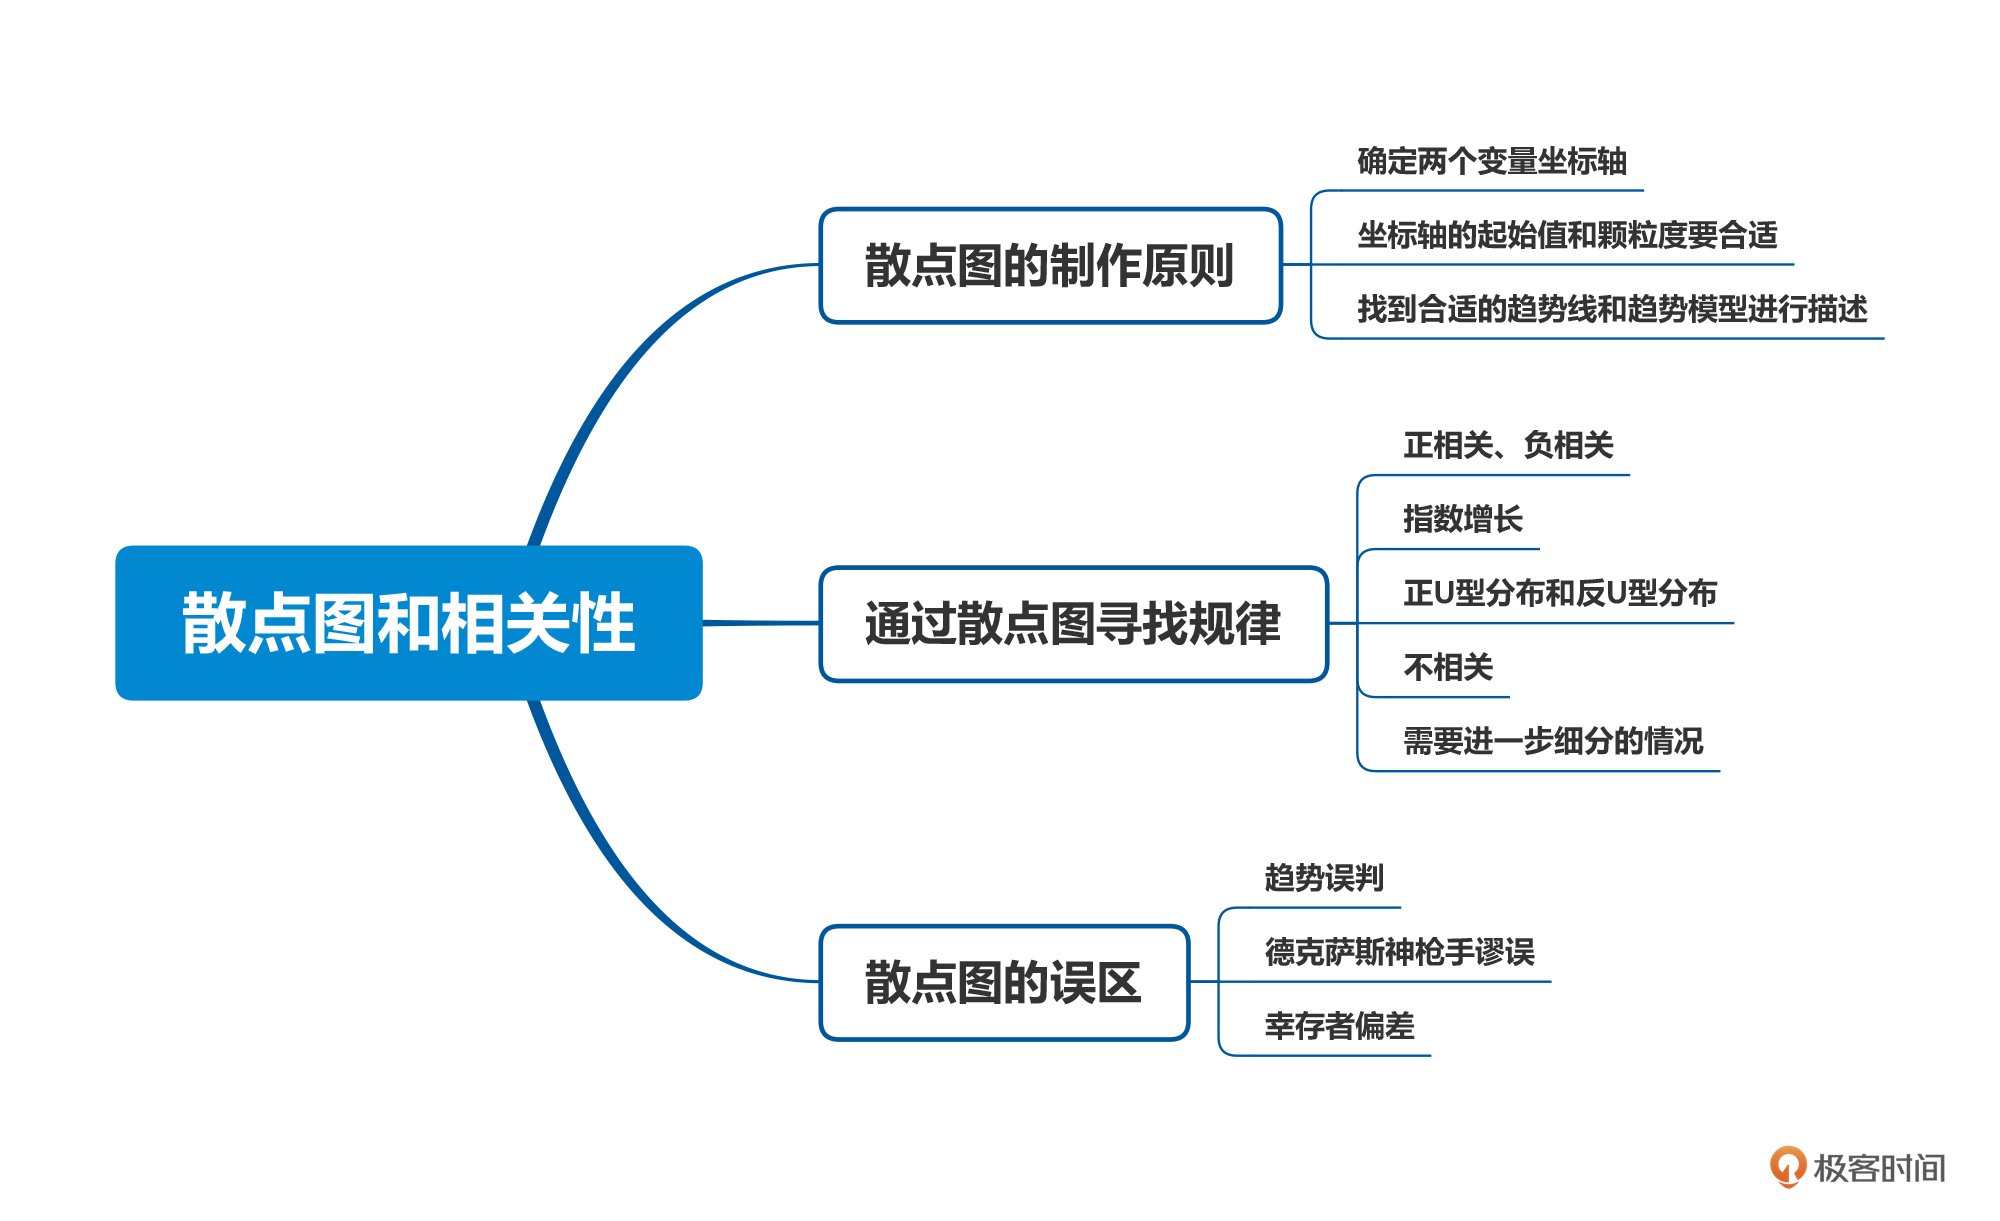 散点图和相关性
散点图的制作原则
确定两个变量坐标轴
坐标轴的起始值和颗粒度要合适
找到合适的趋势线和趋势模型进行描述
通过散点图寻找规律
正相关、负相关
指数增长
正U型分布和反U型分布
不相关
需要进一步细分的情况
散点图的误区
趋势误判
德克萨斯神枪手谬误
幸存者偏差
极客时间